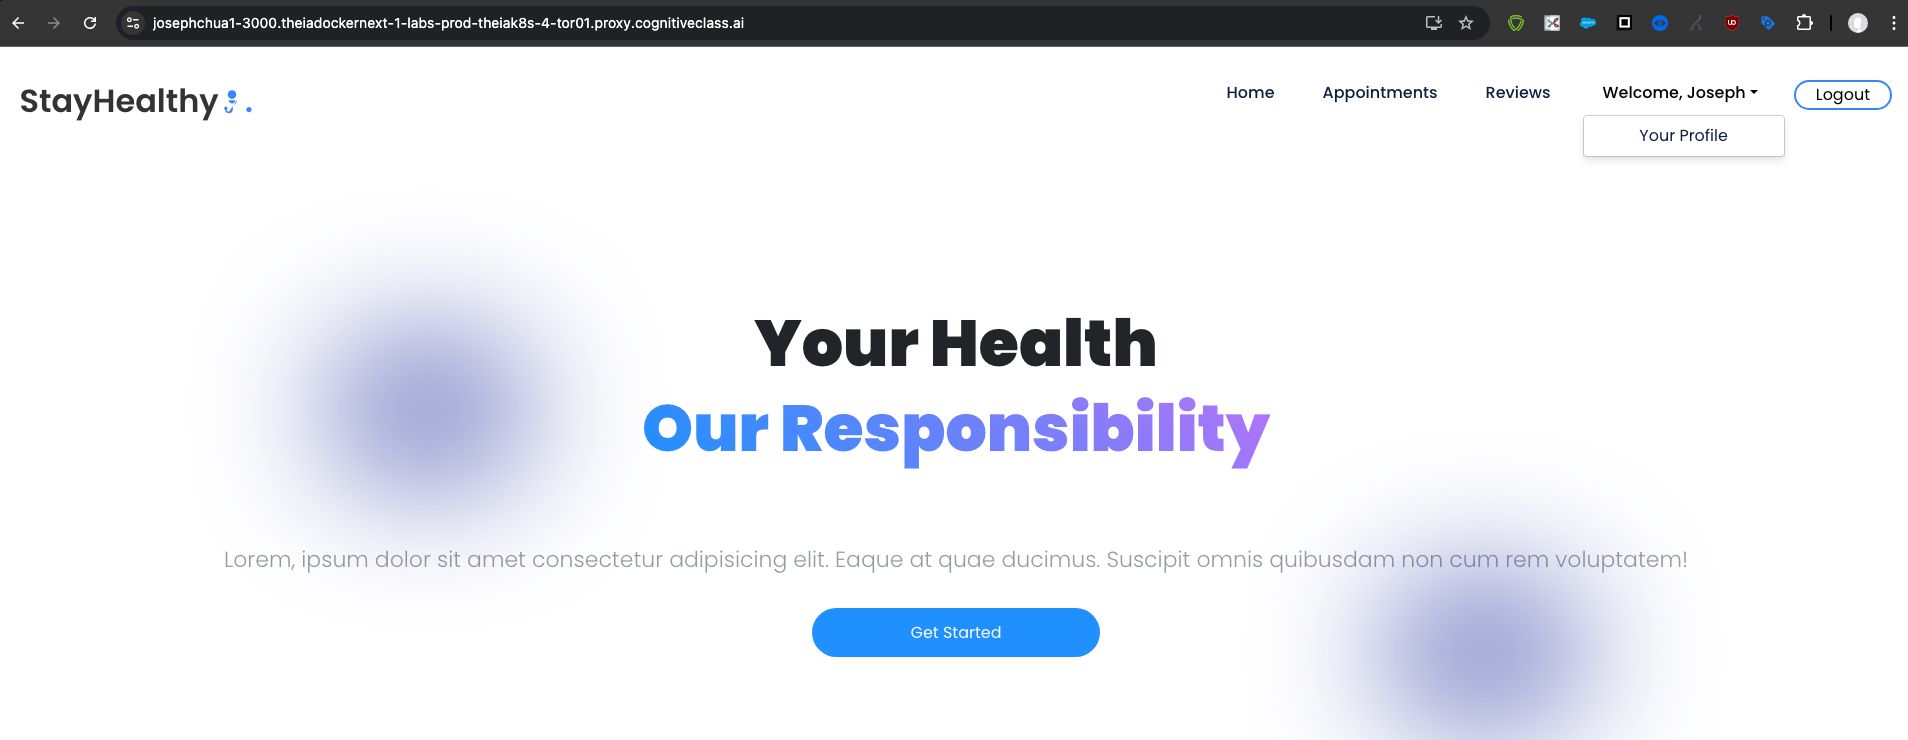 josephchua1-3000.theiadockernext-1-labs-prod-theiak8s-4-tor01.proxy.cognitiveclass.ai
StayHealthy .
Home Appointments Reviews Welcome, Joseph Logout
Your Profile
Your Health
Our Responsibility
Lorem, ipsum dolor sit amet consectetur adipisicing elit. Eaque at quae ducimus. Suscipit omnis quibusdam non cum rem voluptatem!
Get Started